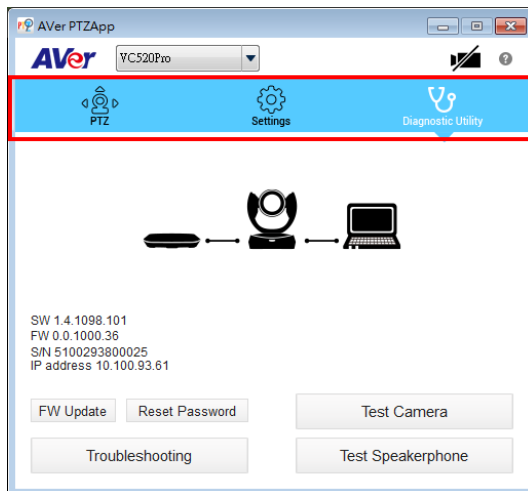 AVer PTZApp
AVer VC520Pro ?
PTZ Settings Diagnostic Utility
SW 1.4.1098.101
FW 0.0.1000.36
S/N 5100293800025
IP address 10.100.93.61
FW Update Reset Password Test Camera
Troubleshooting Test Speakerphone